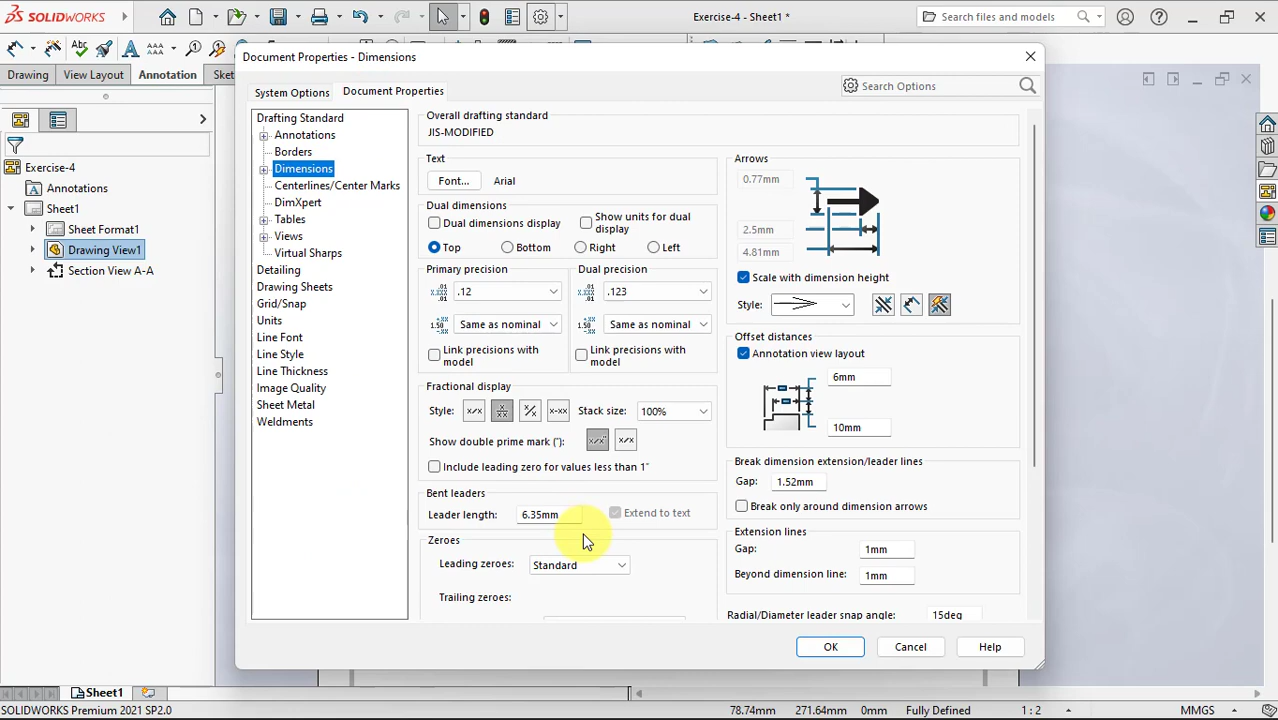 SOLIDWORKS
Exercise-4 - Sheet1 *
Search files and models
Drawing
View Layout
Annotation
Sket
Exercise-4
Annotations
Sheet1
Sheet Format1
Drawing View1
Section View A-A
Document Properties - Dimensions
System Options
Document Properties
Search Options
Drafting Standard
Annotations
Borders
Dimensions
Centerlines/Center Marks
DimXpert
Tables
Views
Virtual Sharps
Detailing
Drawing Sheets
Grid/Snap
Units
Line Font
Line Style
Line Thickness
Image Quality
Sheet Metal
Weldments
Overall drafting standard
JIS-MODIFIED
Text
Font...
Arial
Dual dimensions
Dual dimensions display
Show units for dual
display
Top
Bottom
Right
Left
Primary precision
.12
Same as nominal
Link precisions with
model
Dual precision
.123
Same as nominal
Link precisions with
model
Fractional display
Style:
Stack size:
100%
Show double prime mark ("):
Include leading zero for values less than 1"
Bent leaders
Leader length:
6.35mm
Extend to text
Zeroes
Leading zeroes:
Standard
Trailing zeroes:
Arrows
0.77mm
2.5mm
4.81mm
Scale with dimension height
Style:
Offset distances
Annotation view layout
6mm
10mm
Break dimension extension/leader lines
Gap:
1.52mm
Break only around dimension arrows
Extension lines
Gap:
1mm
Beyond dimension line:
1mm
Radial/Diameter leader snap angle:
15deg
OK
Cancel
Help
Sheet1
SOLIDWORKS Premium 2021 SP2.0
78.74mm
271.64mm
0mm
Fully Defined
1 : 2
MMGS